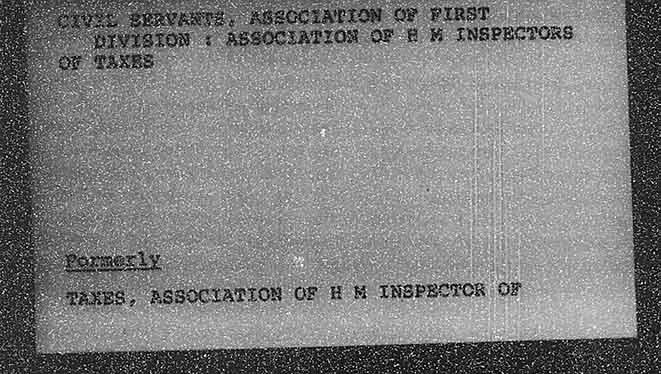 CIVIL SERVANTS, ASSOCIATION OF FIRST
DIVISION : ASSOCIATION OF H M INSPECTORS
OF TAXES
Formerly
TAXES, ASSOCIATION OF H M INSPECTOR OF